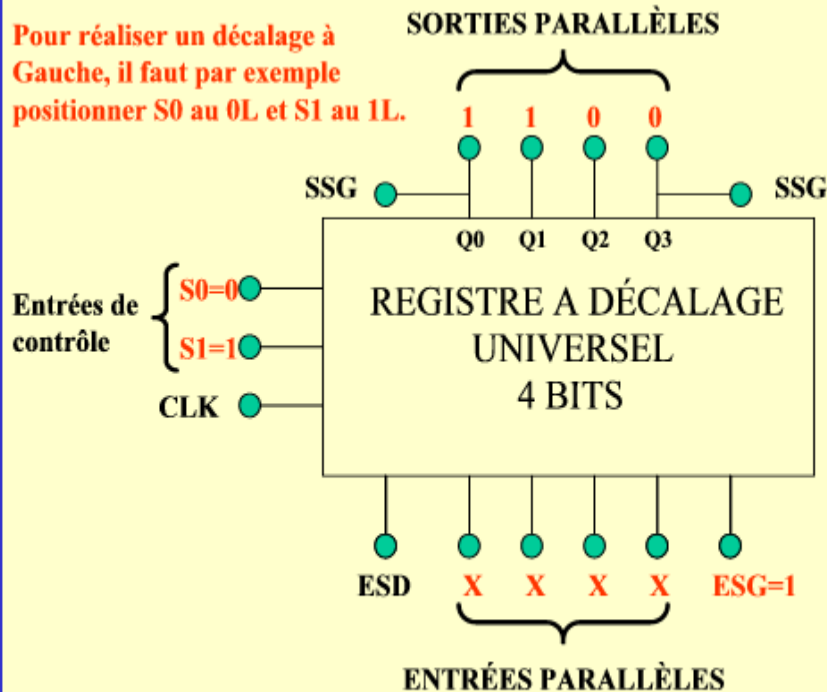 Pour réaliser un décalage à
Gauche, il faut par exemple
positionner S0 au 0L et S1 au 1L.
SORTIES PARALLÈLES
1 1 0 0
SSG
SSG
Q0 Q1 Q2 Q3
Entrées de
contrôle
S0=0
S1=1
CLK
REGISTRE A DÉCALAGE
UNIVERSEL
4 BITS
ESD
X X X X
ESG=1
ENTRÉES PARALLÈLES